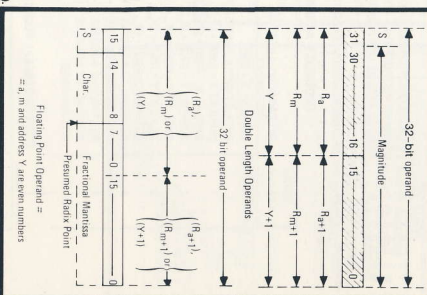 32-bit operand
S Magnitude
31 30 16 15 0
Ra Ra+1
Rm Rm+1
Y Y+1
Double Length Operands
32 bit operand
(Ra), (Ra+1),
(Rm) or (Rm+1) or
(Y) (Y+1)
15 14 8 7 0 15 0
S Char. Fractional Mantissa
Presumed Radix Point
Floating Point Operand =
= a, m and address Y are even numbers